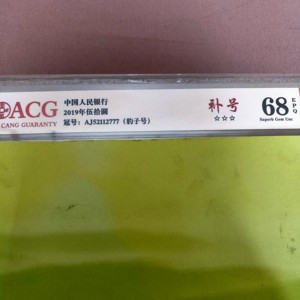 ACG
CANG GUARANTY
中国人民银行
2019年伍拾圆
冠号: AJ52112777 (豹子号)
补号
☆☆☆
68 EPQ
Superb Gem Unc